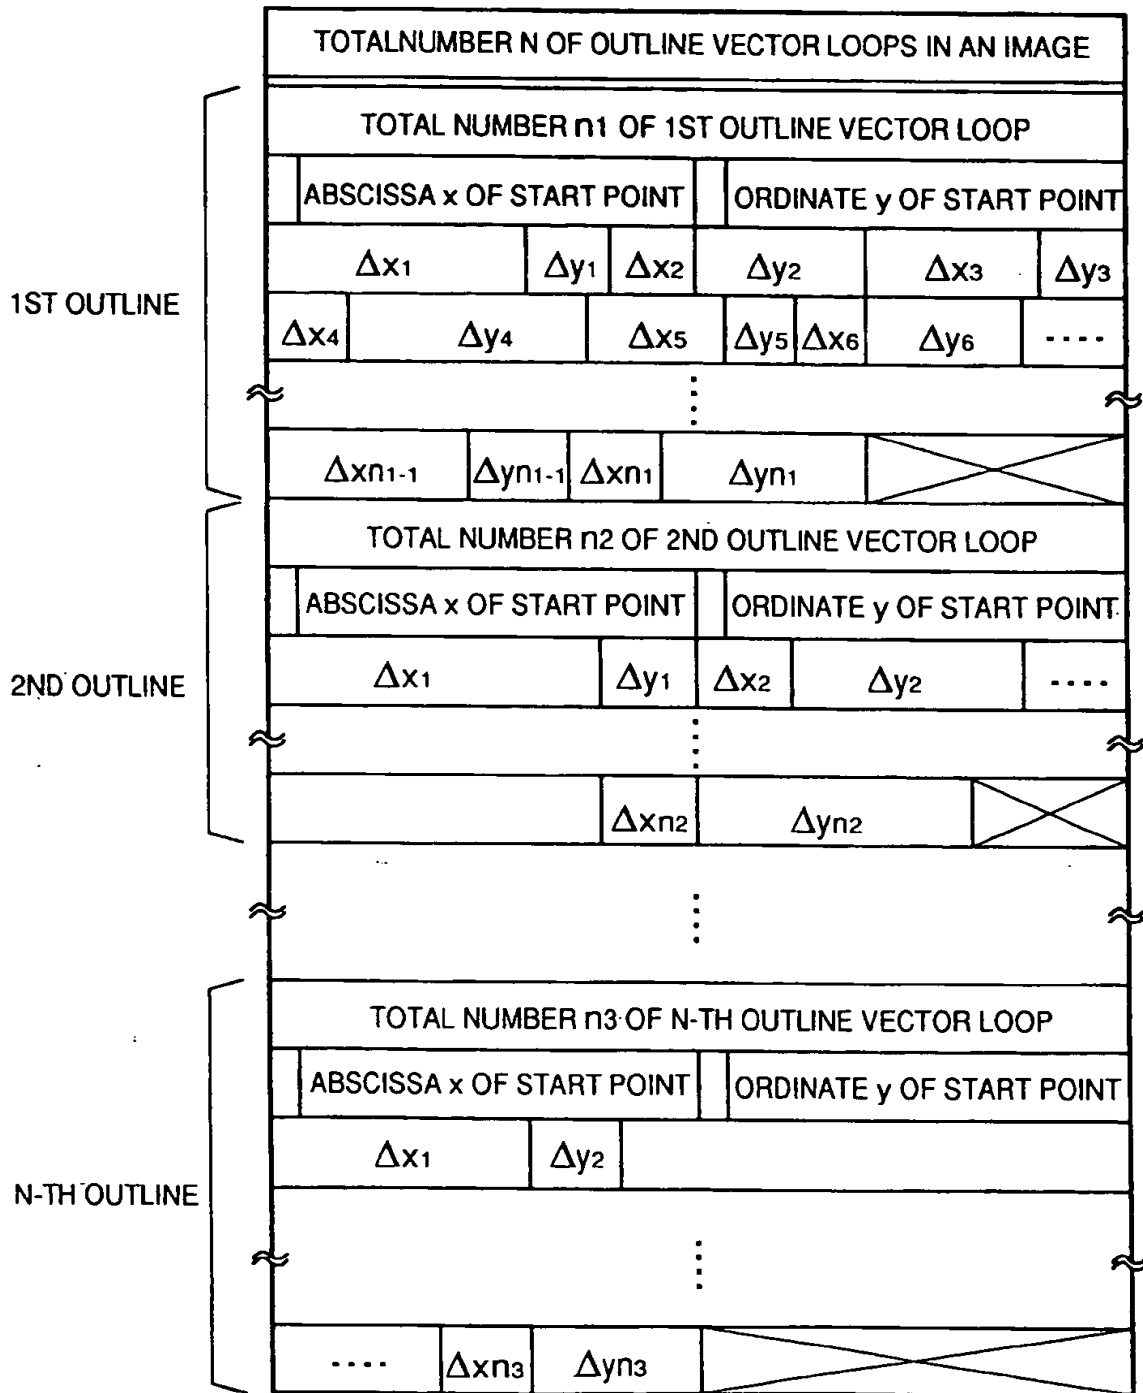 TOTALNUMBER N OF OUTLINE VECTOR LOOPS IN AN IMAGE
TOTAL NUMBER n1 OF 1ST OUTLINE VECTOR LOOP
ABSCISSA x OF START POINT ORDINATE y OF START POINT
Δx1 Δy1 Δx2 Δy2 Δx3 Δy3
1ST OUTLINE
Δx4 Δy4 Δx5 Δy5 Δx6 Δy6 ----
Δxn1-1 Δyn1-1 Δxn1 Δyn1
TOTAL NUMBER n2 OF 2ND OUTLINE VECTOR LOOP
ABSCISSA x OF START POINT ORDINATE y OF START POINT
2ND OUTLINE
Δx1 Δy1 Δx2 Δy2 ----
Δxn2 Δyn2
TOTAL NUMBER n3 OF N-TH OUTLINE VECTOR LOOP
ABSCISSA x OF START POINT ORDINATE y OF START POINT
Δx1 Δy2
N-TH OUTLINE
---- Δxn3 Δyn3